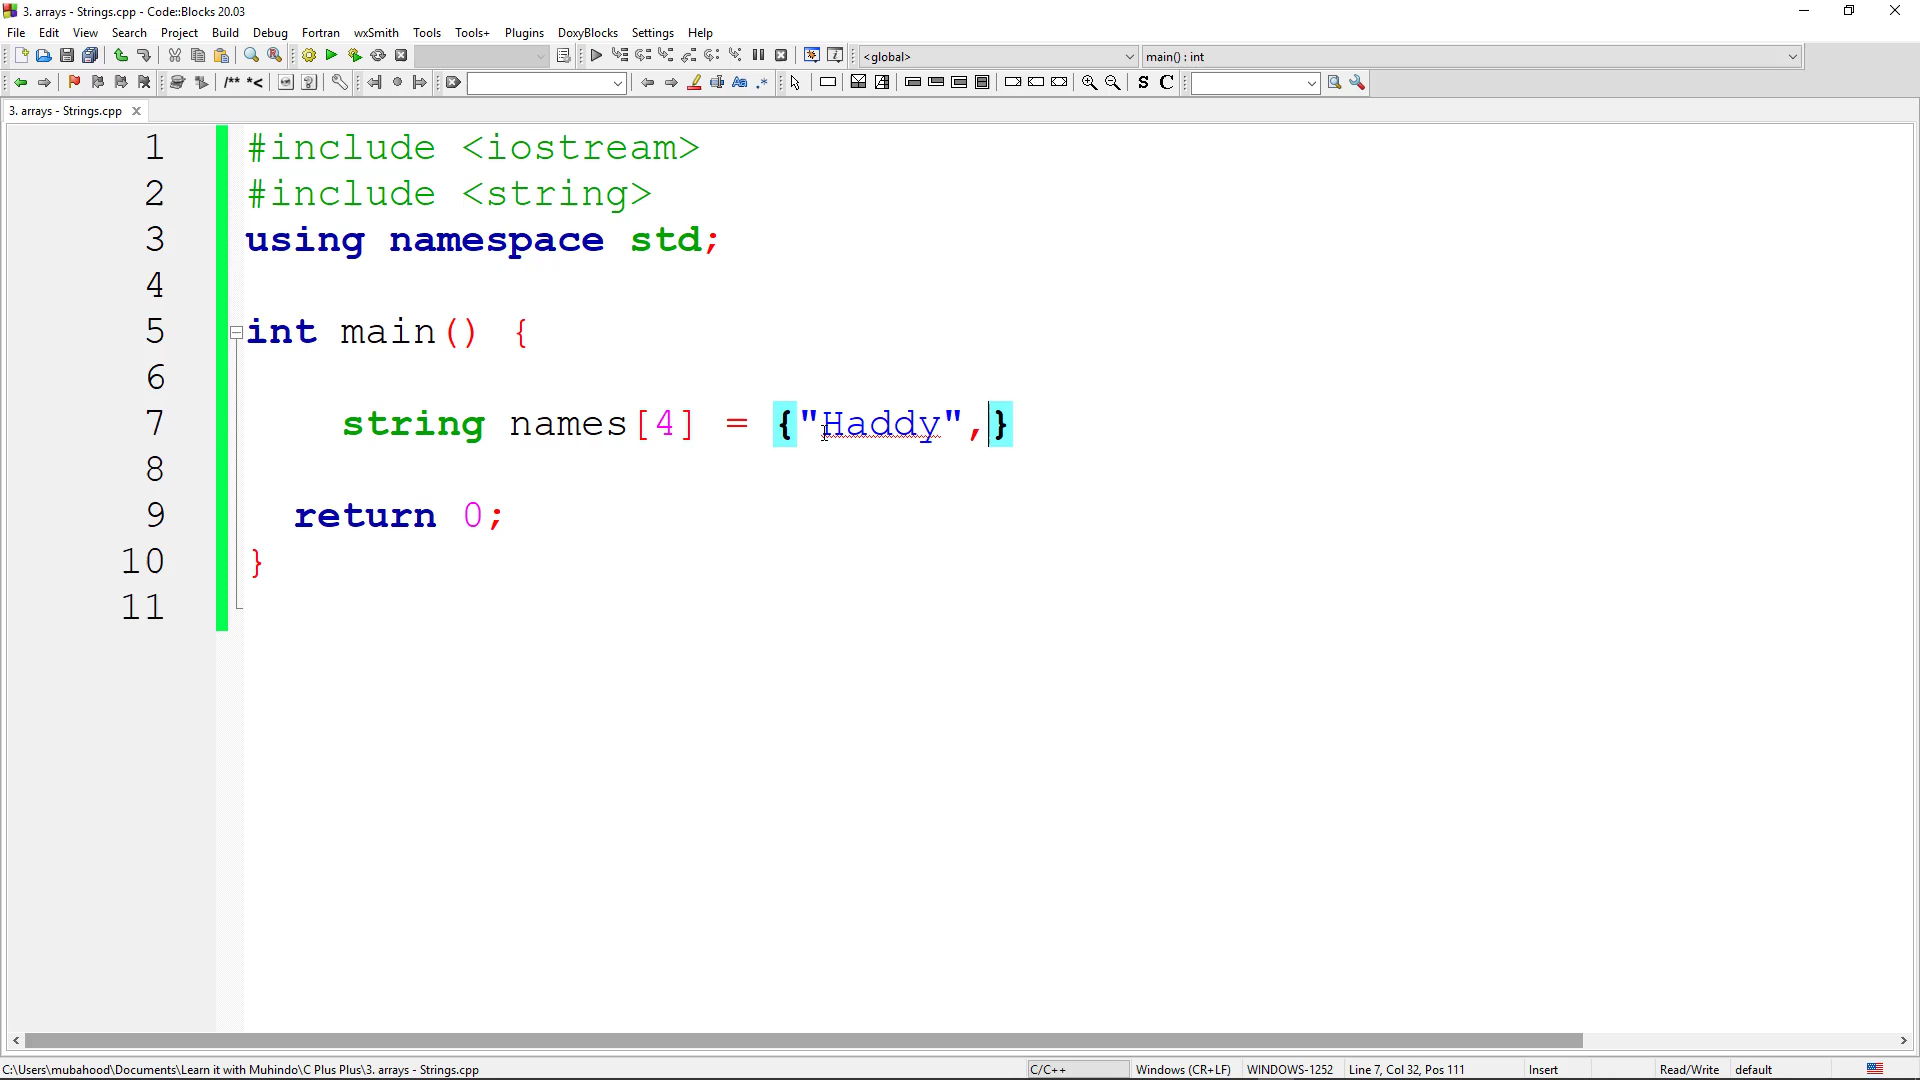 3. arrays - Strings.cpp - Code::Blocks 20.03
File Edit View Search Project Build Debug Fortran wxSmith Tools Tools+ Plugins DoxyBlocks Settings Help
<global> main() : int
/** *< S C
3. arrays - Strings.cpp
1 #include <iostream>
2 #include <string>
3 using namespace std;
4
5 int main() {
6
7 string names[4] = {"Haddy",}
8
9 return 0;
10 }
11
C:\Users\mubahood\Documents\Learn it with Muhindo\C Plus Plus\3. arrays - Strings.cpp C/C++ Windows (CR+LF) WINDOWS-1252 Line 7, Col 32, Pos 111 Insert Read/Write default